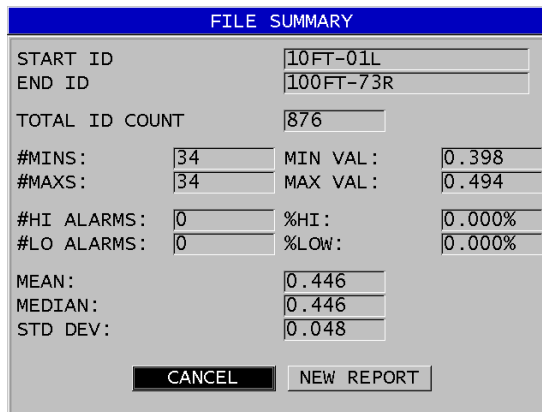 FILE SUMMARY
START ID 10FT-01L
END ID 100FT-73R
TOTAL ID COUNT 876
#MINS: 34 MIN VAL: 0.398
#MAXS: 34 MAX VAL: 0.494
#HI ALARMS: 0 %HI: 0.000%
#LO ALARMS: 0 %LOW: 0.000%
MEAN: 0.446
MEDIAN: 0.446
STD DEV: 0.048
CANCEL NEW REPORT